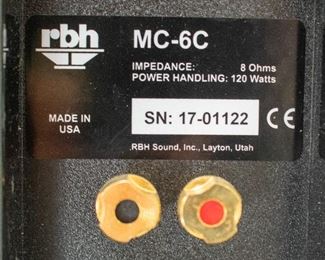 rbh
MC-6C
IMPEDANCE: 8 Ohms
POWER HANDLING: 120 Watts
MADE IN
USA
SN: 17-01122
CE
RBH Sound, Inc., Layton, Utah